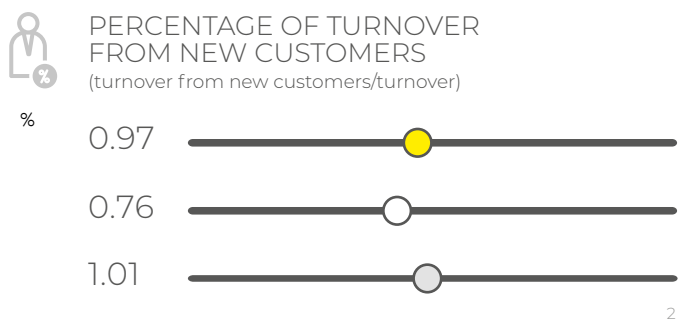 PERCENTAGE OF TURNOVER
FROM NEW CUSTOMERS
(turnover from new customers/turnover)
%
%
0.97
0.76
1.01
2